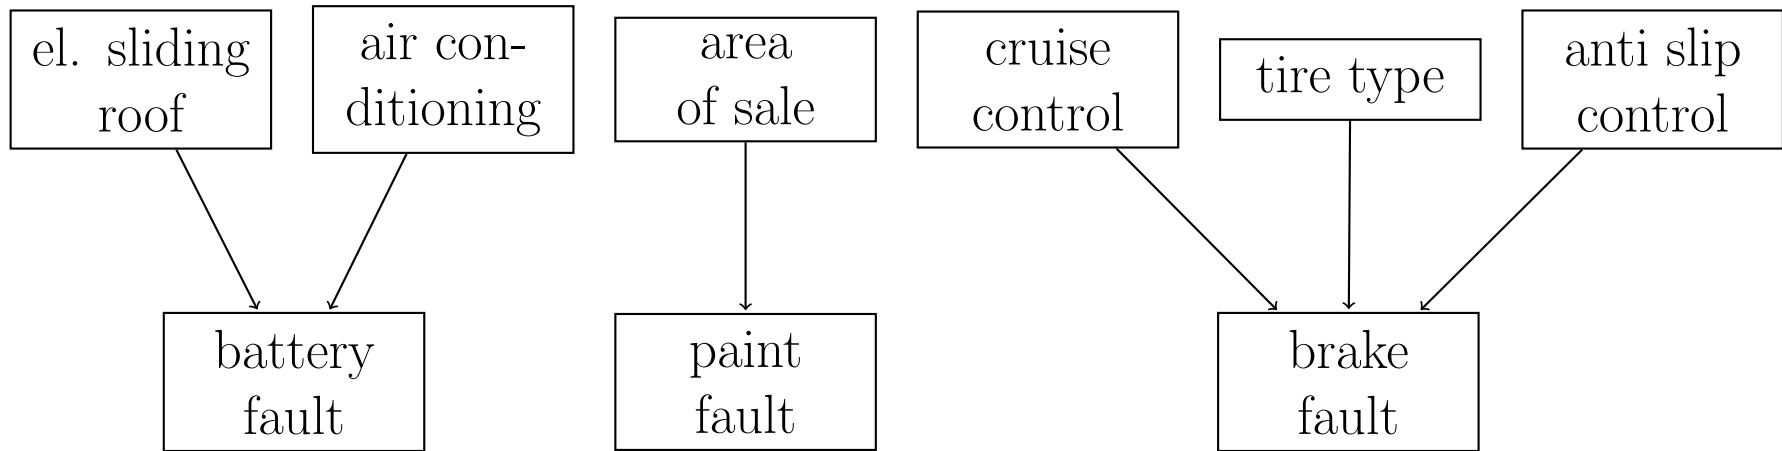 el. sliding
roof
air con-
ditioning
area
of sale
cruise
control
tire type
anti slip
control
battery
fault
paint
fault
brake
fault